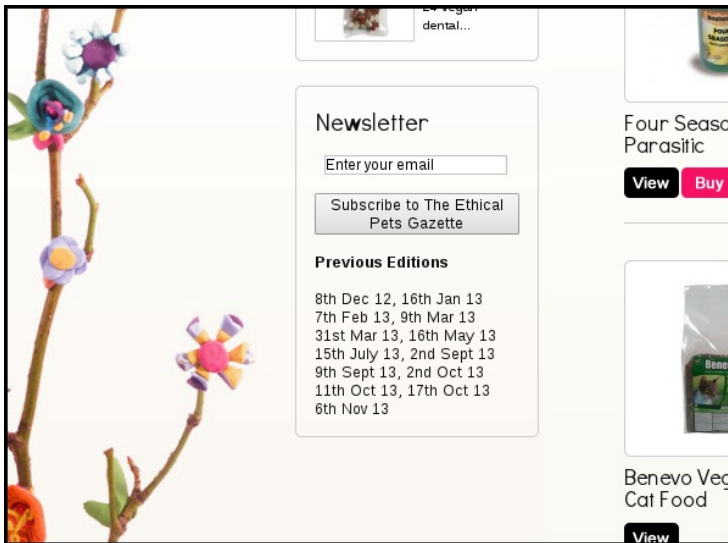 dental...
Newsletter
Enter your email
Subscribe to The Ethical
Pets Gazette
Previous Editions
8th Dec 12, 16th Jan 13
7th Feb 13, 9th Mar 13
31st Mar 13, 16th May 13
15th July 13, 2nd Sept 13
9th Sept 13, 2nd Oct 13
11th Oct 13, 17th Oct 13
6th Nov 13
FOUR
Four Seaso
Parasitic
View
Buy
Bene
Benevo Veg
Cat Food
View